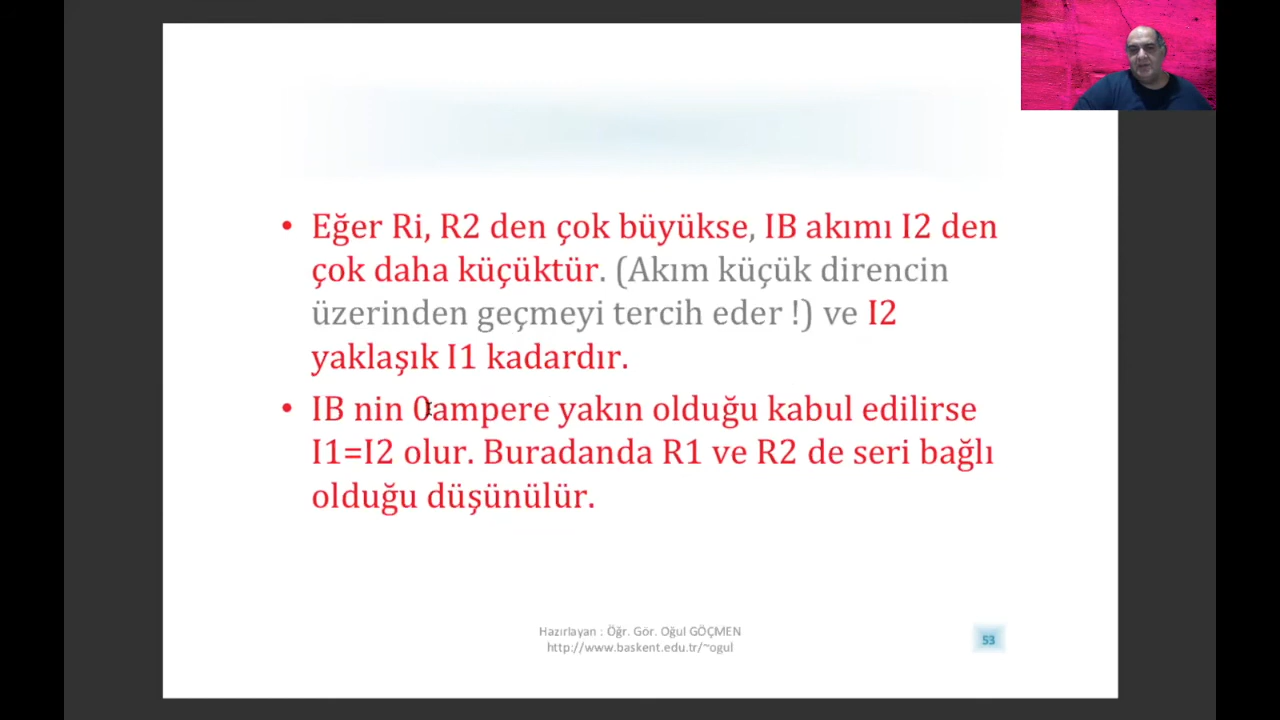 • Eğer Ri, R2 den çok büyükse, IB akımı I2 den
çok daha küçüktür. (Akım küçük direncin
üzerinden geçmeyi tercih eder !) ve I2
yaklaşık I1 kadardır.
• IB nin 0ampere yakın olduğu kabul edilirse
I1=I2 olur. Buradanda R1 ve R2 de seri bağlı
olduğu düşünülür.
Hazırlayan : Öğr. Gör. Oğul GÖÇMEN
http://www.baskent.edu.tr/~ogul
53